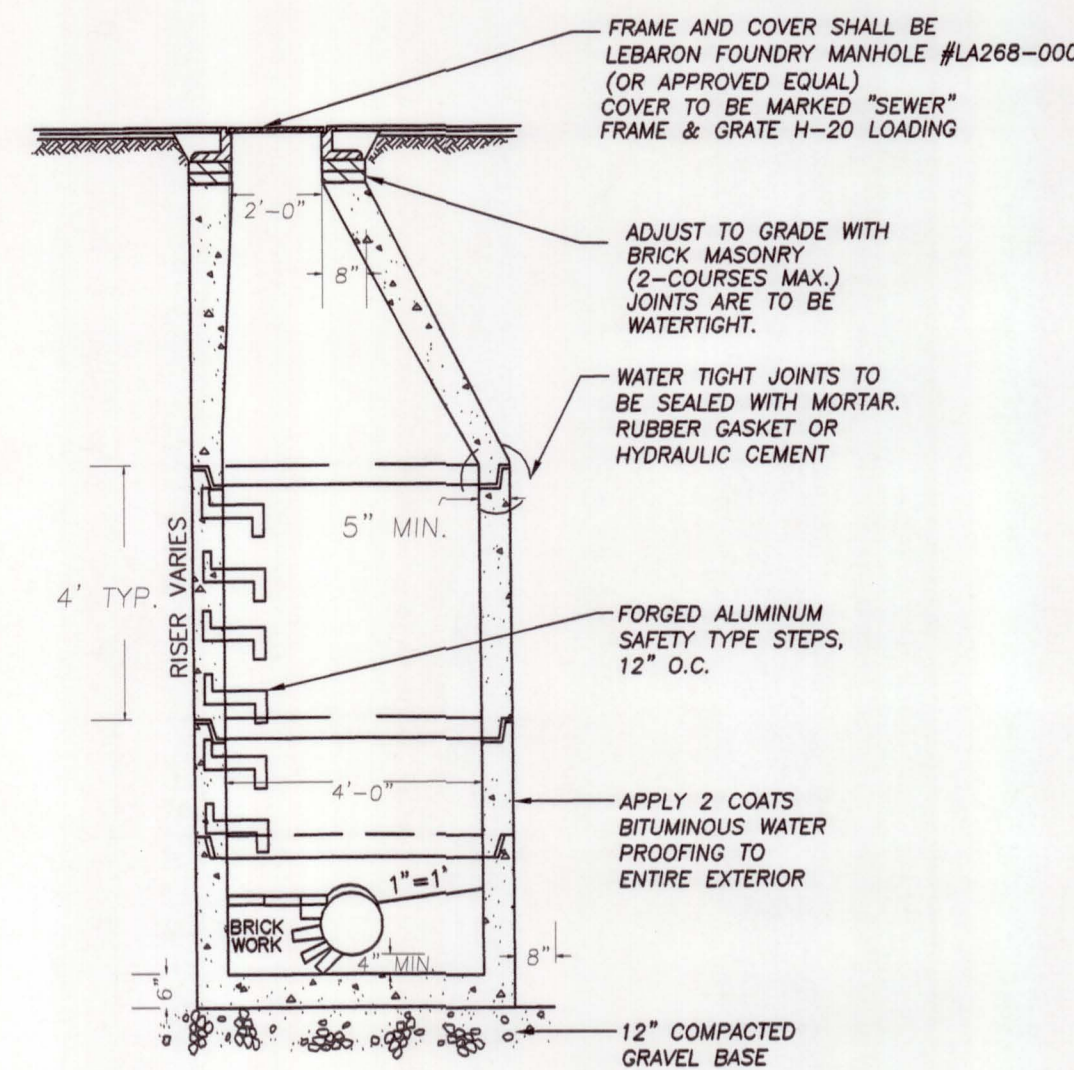 FRAME AND COVER SHALL BE
LEBARON FOUNDRY MANHOLE #LA268-000
(OR APPROVED EQUAL)
COVER TO BE MARKED "SEWER"
FRAME & GRATE H-20 LOADING
2'-0"
8"
ADJUST TO GRADE WITH
BRICK MASONRY
(2-COURSES MAX.)
JOINTS ARE TO BE
WATERTIGHT.
WATER TIGHT JOINTS TO
BE SEALED WITH MORTAR.
RUBBER GASKET OR
HYDRAULIC CEMENT
5" MIN.
4' TYP.
RISER VARIES
FORGED ALUMINUM
SAFETY TYPE STEPS,
12" O.C.
4'-0"
APPLY 2 COATS
BITUMINOUS WATER
PROOFING TO
ENTIRE EXTERIOR
1"=1'
BRICK
WORK
4" MIN.
8"
6"
12" COMPACTED
GRAVEL BASE